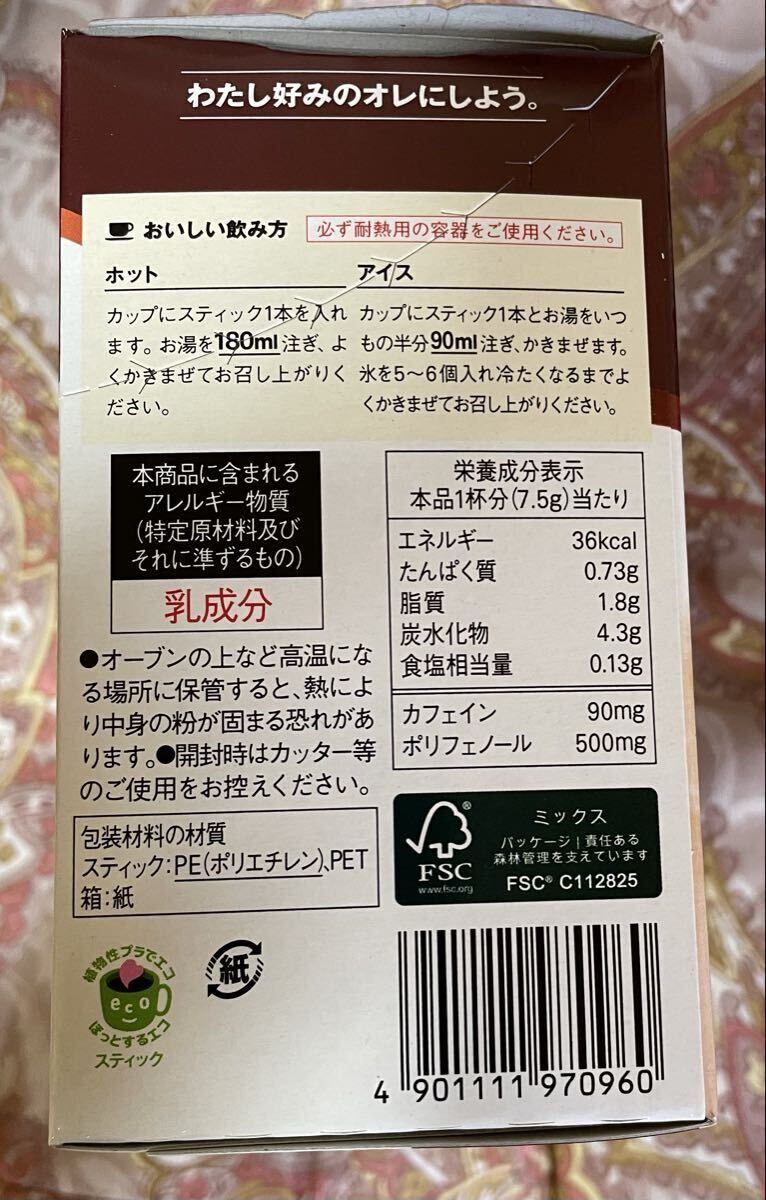 わたし好みのオレにしよう。
おいしい飲み方
必ず耐熱用の容器をご使用ください。
ホット
カップにスティック1本を入れ
ます。お湯を180ml注ぎ、よ
くかきまぜてお召し上がりく
ださい。
アイス
カップにスティック1本とお湯をいつ
もの半分90ml注ぎ、かきまぜます。
氷を5〜6個入れ冷たくなるまでよ
くかきまぜてお召し上がりください。
本商品に含まれる
アレルギー物質
(特定原材料及び
それに準ずるもの)
乳成分
●オーブンの上など高温にな
る場所に保管すると、熱によ
り中身の粉が固まる恐れがあ
ります。●開封時はカッター等
のご使用をお控えください。
包装材料の材質
スティック:PE(ポリエチレン)、PET
箱:紙
植物性プラでエコ
eco
ほっとするエコ
スティック
紙
栄養成分表示
本品1杯分(7.5g)当たり
エネルギー 36kcal
たんぱく質 0.73g
脂質 1.8g
炭水化物 4.3g
食塩相当量 0.13g
カフェイン 90mg
ポリフェノール 500mg
FSC
www.fsc.org
ミックス
パッケージ|責任ある
森林管理を支えています
FSC® C112825
4 901111 970960